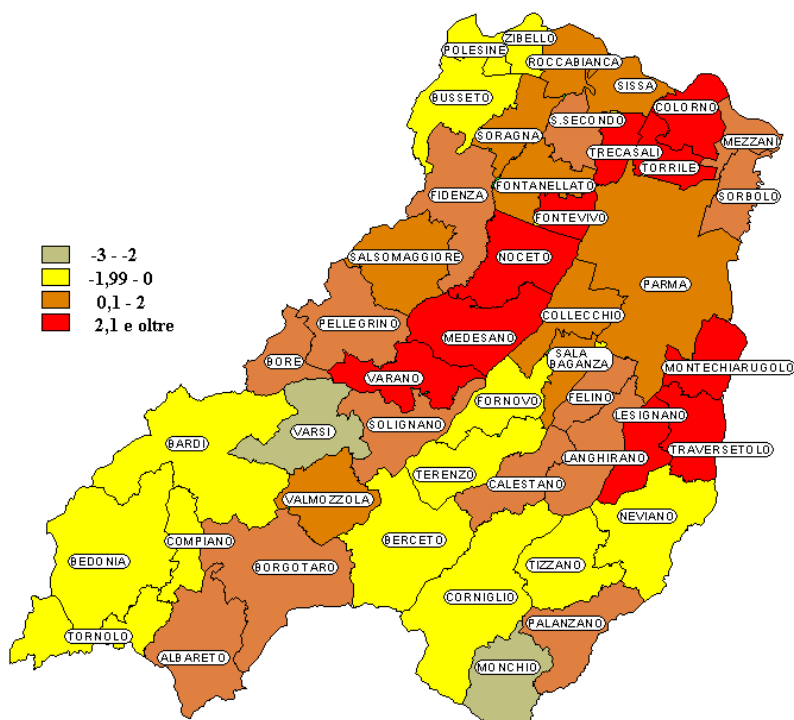 ZIBELLO
POLESINE
ROCCABIANCA
SISSA
BUSSETO
COLORNO
S.SECONDO
SORAGNA
MEZZANI
TRECASALI
TORRILE
FIDENZA
FONTANELLATO
SORBOLO
FONTEVIVO
-3 - -2
SALSOMAGGIORE
NOCETO
-1,99 - 0
PARMA
0,1 - 2
COLLECCHIO
2,1 e oltre
PELLEGRINO
MEDESANO
BORE
SALA
BAGANZA
MONTECHIARUGOLO
VARANO
FORNOVO
FELINO
LESIGNANO
SOLIGNANO
VARSI
BARDI
TRAVERSETOLO
LANGHIRANO
TERENZO
CALESTANO
VALMOZZOLA
NEVIANO
COMPIANO
BERCETO
BEDONIA
BORGOTARO
TIZZANO
CORNIGLIO
PALANZANO
TORNOLO
ALBARETO
MONCHIO